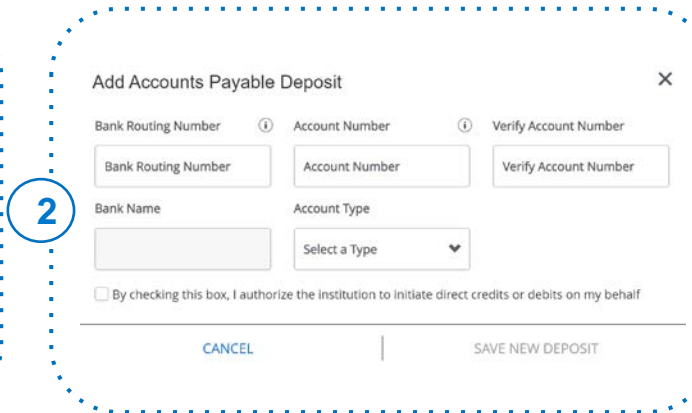 Add Accounts Payable Deposit
Bank Routing Number Account Number Verify Account Number
Bank Routing Number Account Number Verify Account Number
2
Bank Name Account Type
Select a Type
By checking this box, I authorize the institution to initiate direct credits or debits on my behalf
CANCEL SAVE NEW DEPOSIT